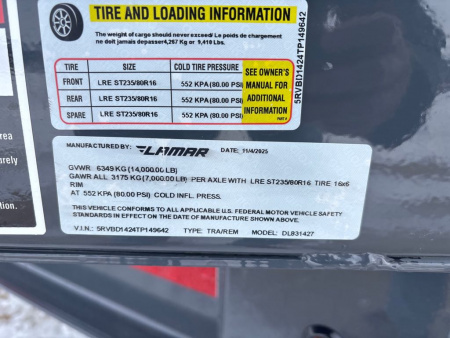 TIRE AND LOADING INFORMATION
The weight of cargo should never exceed/ Le poids de chargement
ne doit jamais depasser4,267 Kg or 9,410 Lbs.
TIRE SIZE COLD TIRE PRESSURE
FRONT LRE ST235/80R16 552 KPA(80.00 PSI)
REAR LRE ST235/80R16 552 KPA(80.00 PSI)
SPARE LRE ST235/80R16 552 KPA(80.00 PSI)
SEE OWNER'S
MANUAL FOR
ADDITIONAL
INFORMATION
5RVBD1424TP149642
MANUFACTURED BY: LAMAR DATE: 11/4/2025
GVWR 6349 KG (14,000.00 LB)
GAWR ALL 3175 KG(7,000.00 LB) PER AXLE WITH LRE ST235/80R16 TIRE 16x6
RIM
AT 552 KPA (80.00 PSI) COLD INFL. PRESS.
THIS VEHICLE CONFORMS TO ALL APPLICABLE U.S. FEDERAL MOTOR VEHICLE SAFETY
STANDARDS IN EFFECT ON THE DATE OF MANUFACTURE SHOWN ABOVE.
V.I.N.: 5RVBD1424TP149642 TYPE: TRA/REM MODEL: DL831427
rea
urely